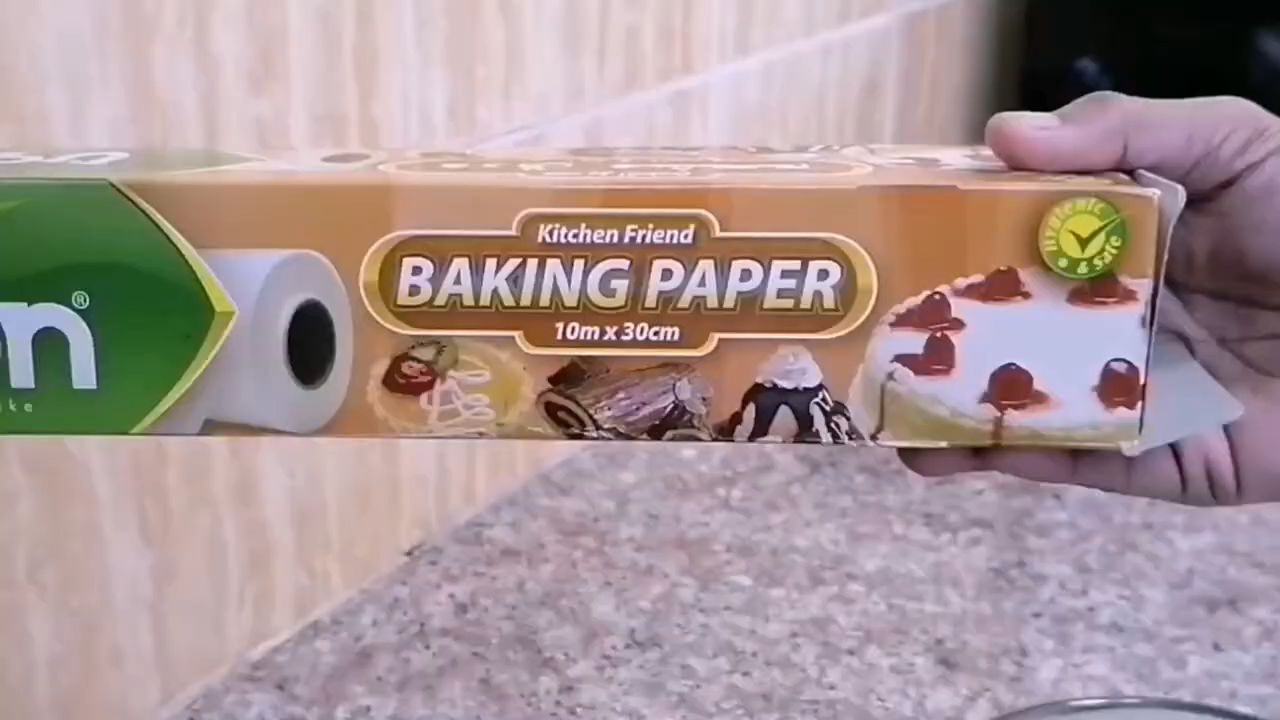 Kitchen Friend
BAKING PAPER
10m x 30cm
Hygienic
& Safe
n®